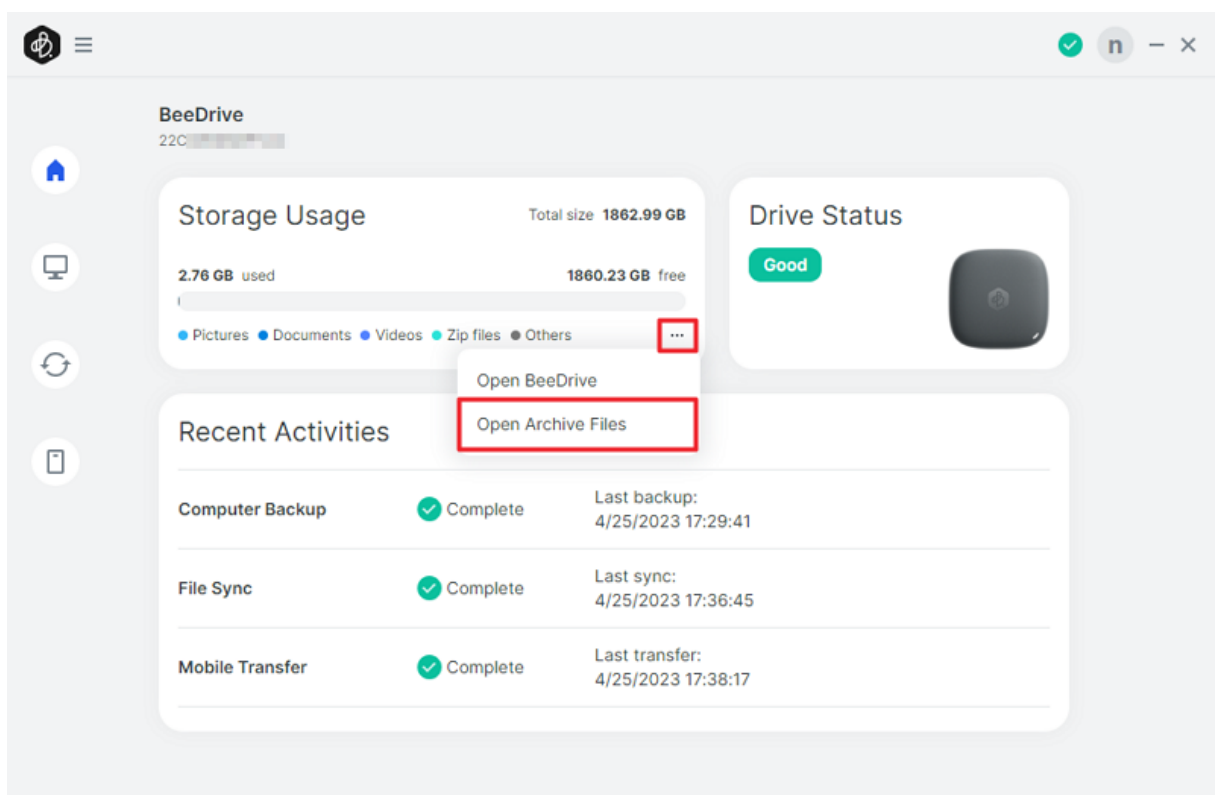 n
BeeDrive
22C
Storage Usage
Total size 1862.99 GB
2.76 GB used
1860.23 GB free
Pictures Documents Videos Zip files Others ...
Open BeeDrive
Open Archive Files
Drive Status
Good
Recent Activities
Computer Backup
Complete
Last backup:
4/25/2023 17:29:41
File Sync
Complete
Last sync:
4/25/2023 17:36:45
Mobile Transfer
Complete
Last transfer:
4/25/2023 17:38:17